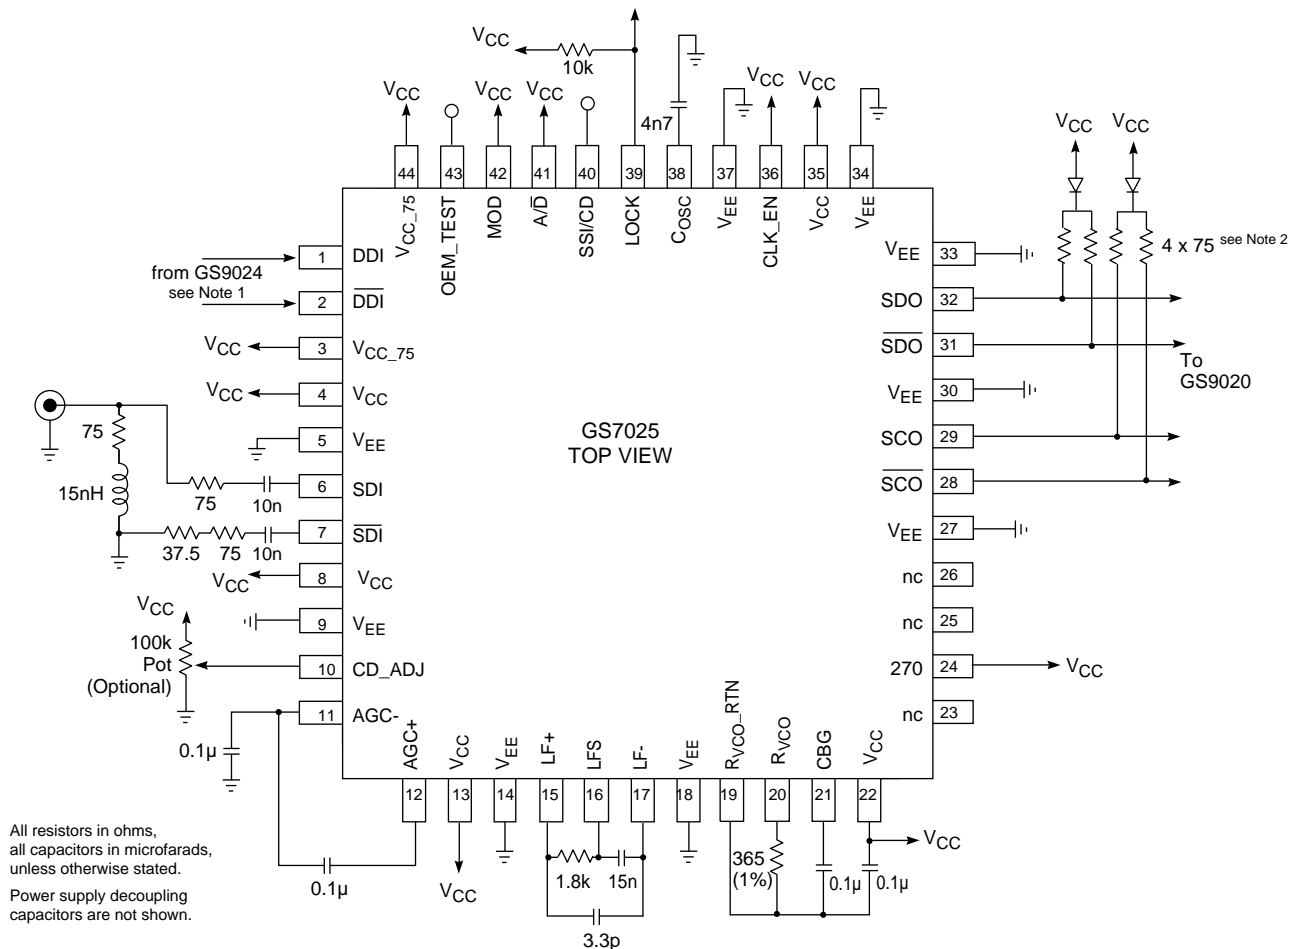 VCC
10k
4n7
VCC
VCC
VCC
VCC
VCC
VCC
VCC
44
43
42
41
40
39
38
37
36
35
34
VCC_75
OEM_TEST
MOD
A/D̅
SSI/CD
LOCK
COSC
VEE
CLK_EN
VCC
VEE
from GS9024
see Note 1
1 DDI
2 D̅D̅I̅
VCC 3 VCC_75
VCC 4 VCC
5 VEE
75
15nH
75
10n
6 SDI
37.5
75
10n
7 S̅D̅I̅
VCC 8 VCC
9 VEE
VCC
100k
Pot
(Optional)
10 CD_ADJ
11 AGC-
0.1µ
GS7025
TOP VIEW
4 x 75 see Note 2
VEE 33
SDO 32
S̅D̅O̅ 31
To
GS9020
VEE 30
SCO 29
S̅C̅O̅ 28
VEE 27
nc 26
nc 25
270 24 VCC
nc 23
AGC+
VCC
VEE
LF+
LFS
LF-
VEE
RVCO_RTN
RVCO
CBG
VCC
12
13
14
15
16
17
18
19
20
21
22
VCC
0.1µ
VCC
1.8k
15n
3.3p
365
(1%)
0.1µ
0.1µ
All resistors in ohms,
all capacitors in microfarads,
unless otherwise stated.
Power supply decoupling
capacitors are not shown.